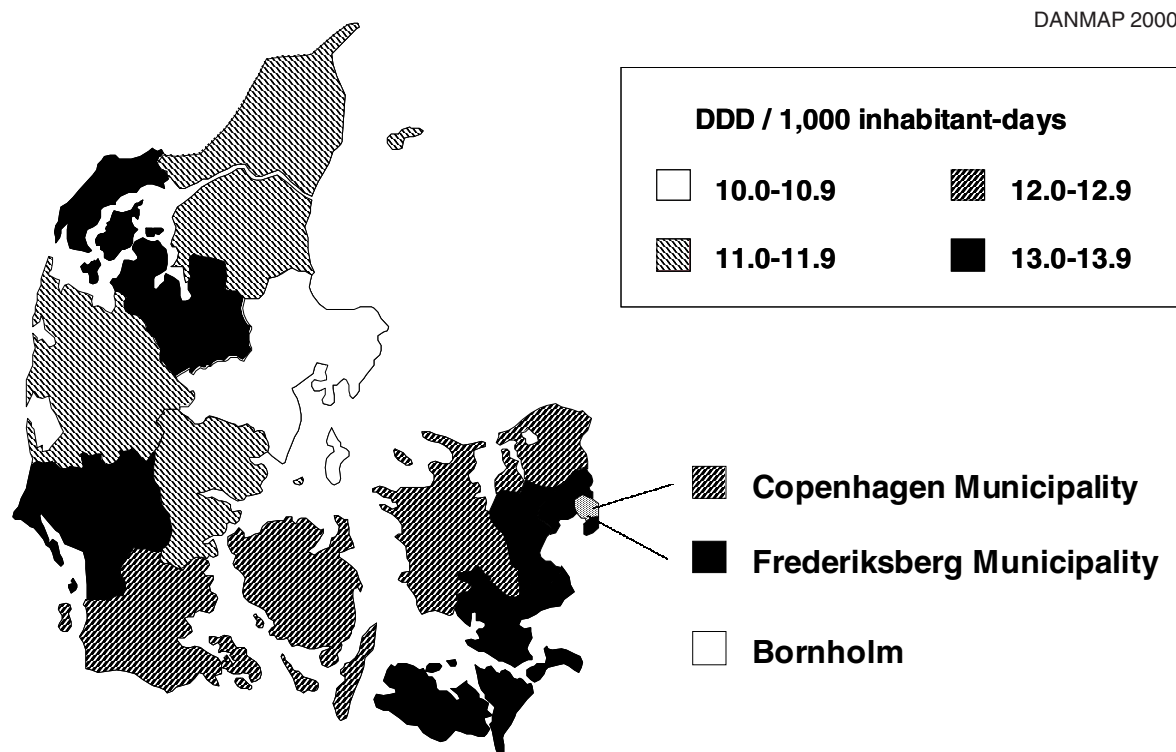 DANMAP 2000
DDD / 1,000 inhabitant-days
10.0-10.9
12.0-12.9
11.0-11.9
13.0-13.9
Copenhagen Municipality
Frederiksberg Municipality
Bornholm